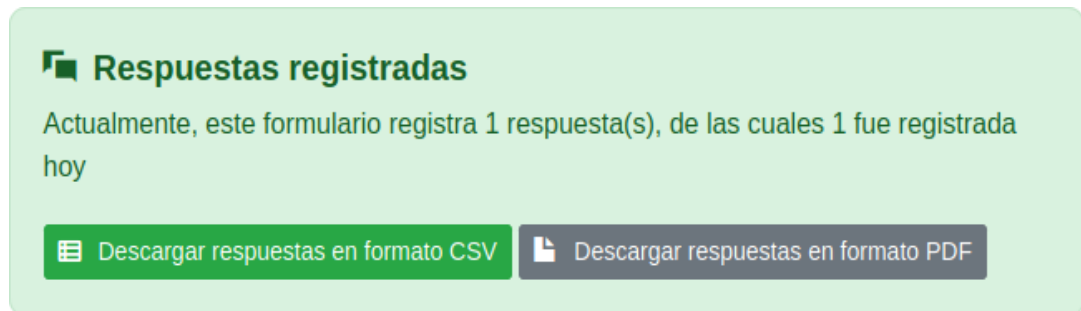 Respuestas registradas
Actualmente, este formulario registra 1 respuesta(s), de las cuales 1 fue registrada
hoy
Descargar respuestas en formato CSV Descargar respuestas en formato PDF